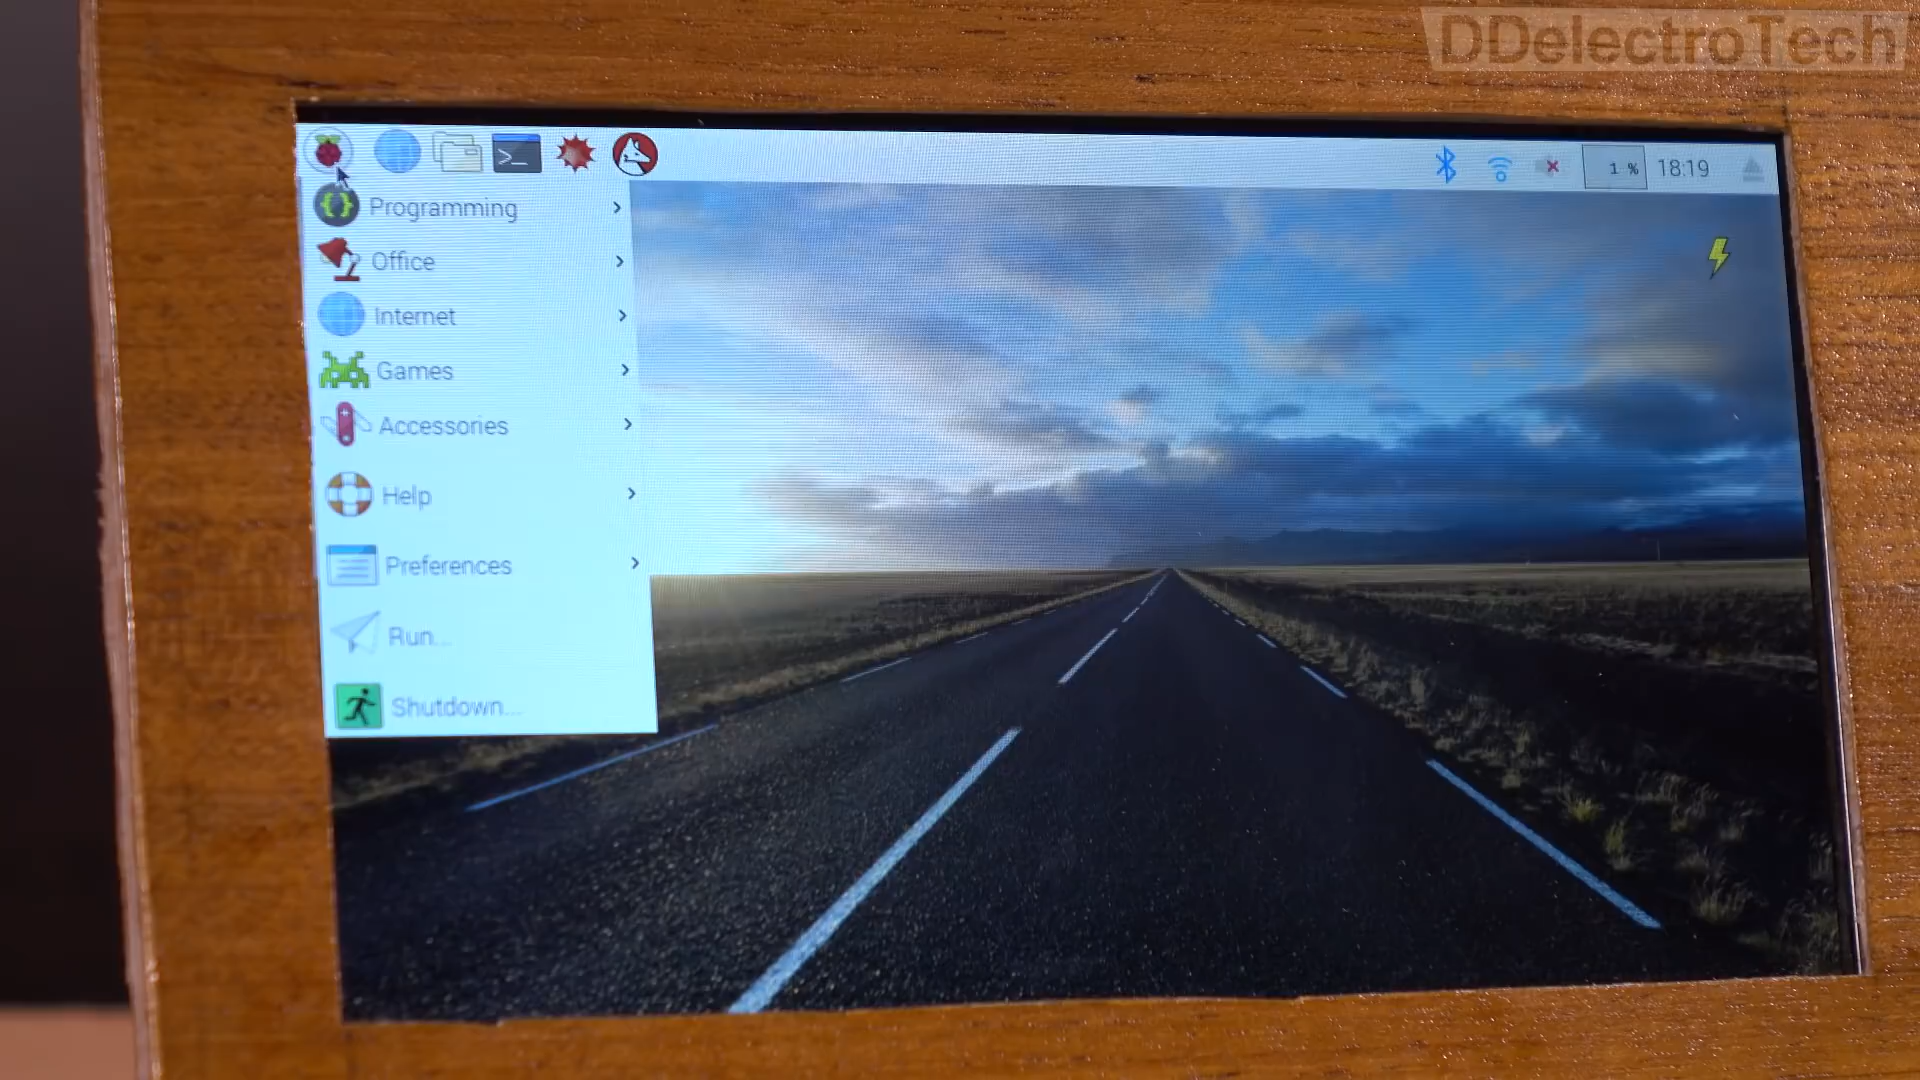 DDelectroTech
>_
1 % 18:19
Programming
Office
Internet
Games
Accessories
Help
Preferences
Run...
Shutdown...